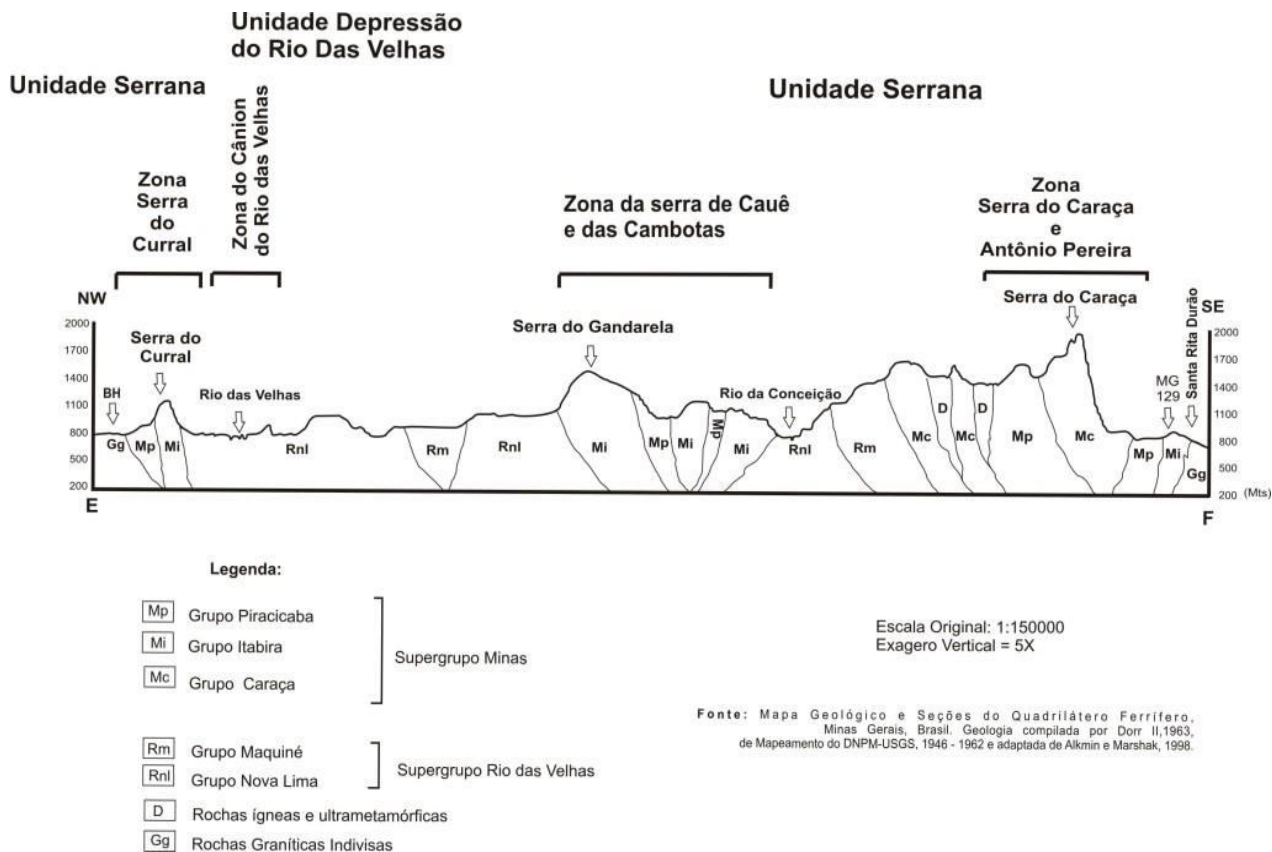 Unidade Depressão
do Rio Das Velhas
Unidade Serrana
Unidade Serrana
Zona do Cânion
do Rio das Velhas
Zona
Serra
do
Curral
Zona da serra de Cauê
e das Cambotas
Zona
Serra do Caraça
e
Antônio Pereira
NW
SE
Serra do
Curral
BH
Rio das Velhas
Serra do Gandarela
Rio da Conceição
Serra do Caraça
MG
129
Santa Rita Durão
2000
1700
1400
1100
800
500
200
2000
1700
1400
1100
800
500
200 (Mts)
Gg Mp Mi Rnl Rm Rnl Mi Mp Mi Mp Mi Rnl Rm Mc D Mc D Mp Mc Mp Mi Gg
E
F
Legenda:
Mp Grupo Piracicaba
Mi Grupo Itabira
Mc Grupo Caraça
Supergrupo Minas
Rm Grupo Maquiné
Rnl Grupo Nova Lima
Supergrupo Rio das Velhas
D Rochas ígneas e ultrametamórficas
Gg Rochas Graníticas Indivisas
Escala Original: 1:150000
Exagero Vertical = 5X
Fonte: Mapa Geológico e Seções do Quadrilátero Ferrífero,
Minas Gerais, Brasil. Geologia compilada por Dorr II,1963,
de Mapeamento do DNPM-USGS, 1946 - 1962 e adaptada de Alkmin e Marshak, 1998.